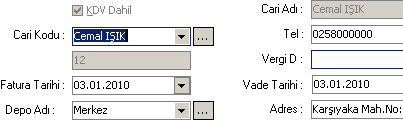 KDV Dahil
Cari Adı : Cemal IŞIK
Cari Kodu : Cemal IŞIK ...
Tel : 0258000000
12
Vergi D :
Fatura Tarihi : 03.01.2010
Vade Tarihi : 03.01.2010
Depo Adı : Merkez ...
Adres : Karşıyaka Mah.No: